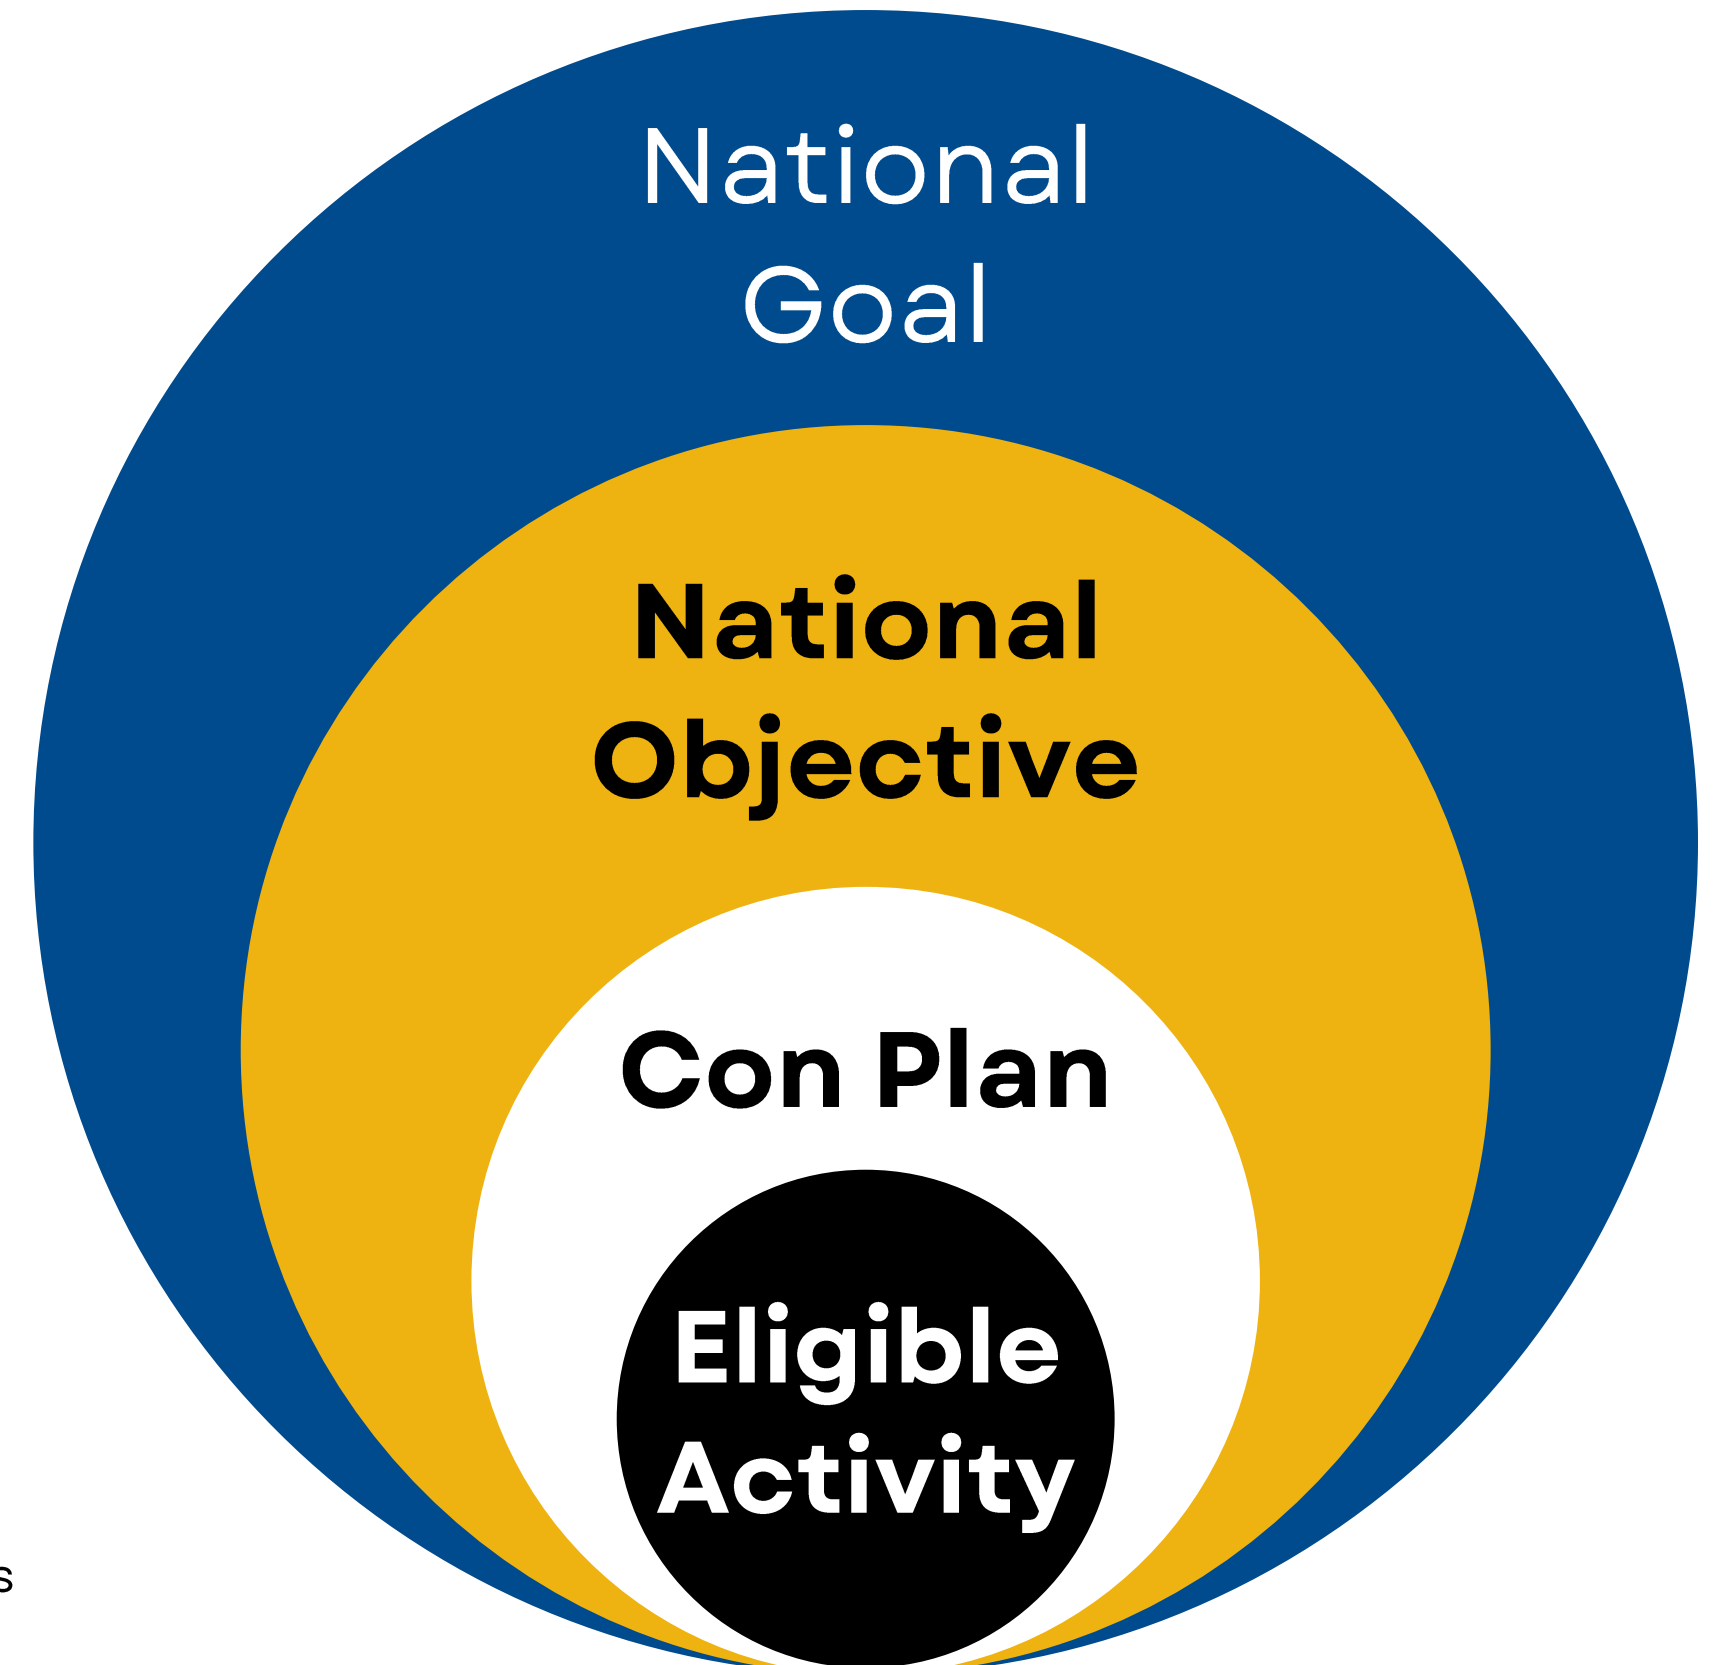 National
Goal
National
Objective
Con Plan
Eligible
Activity
s